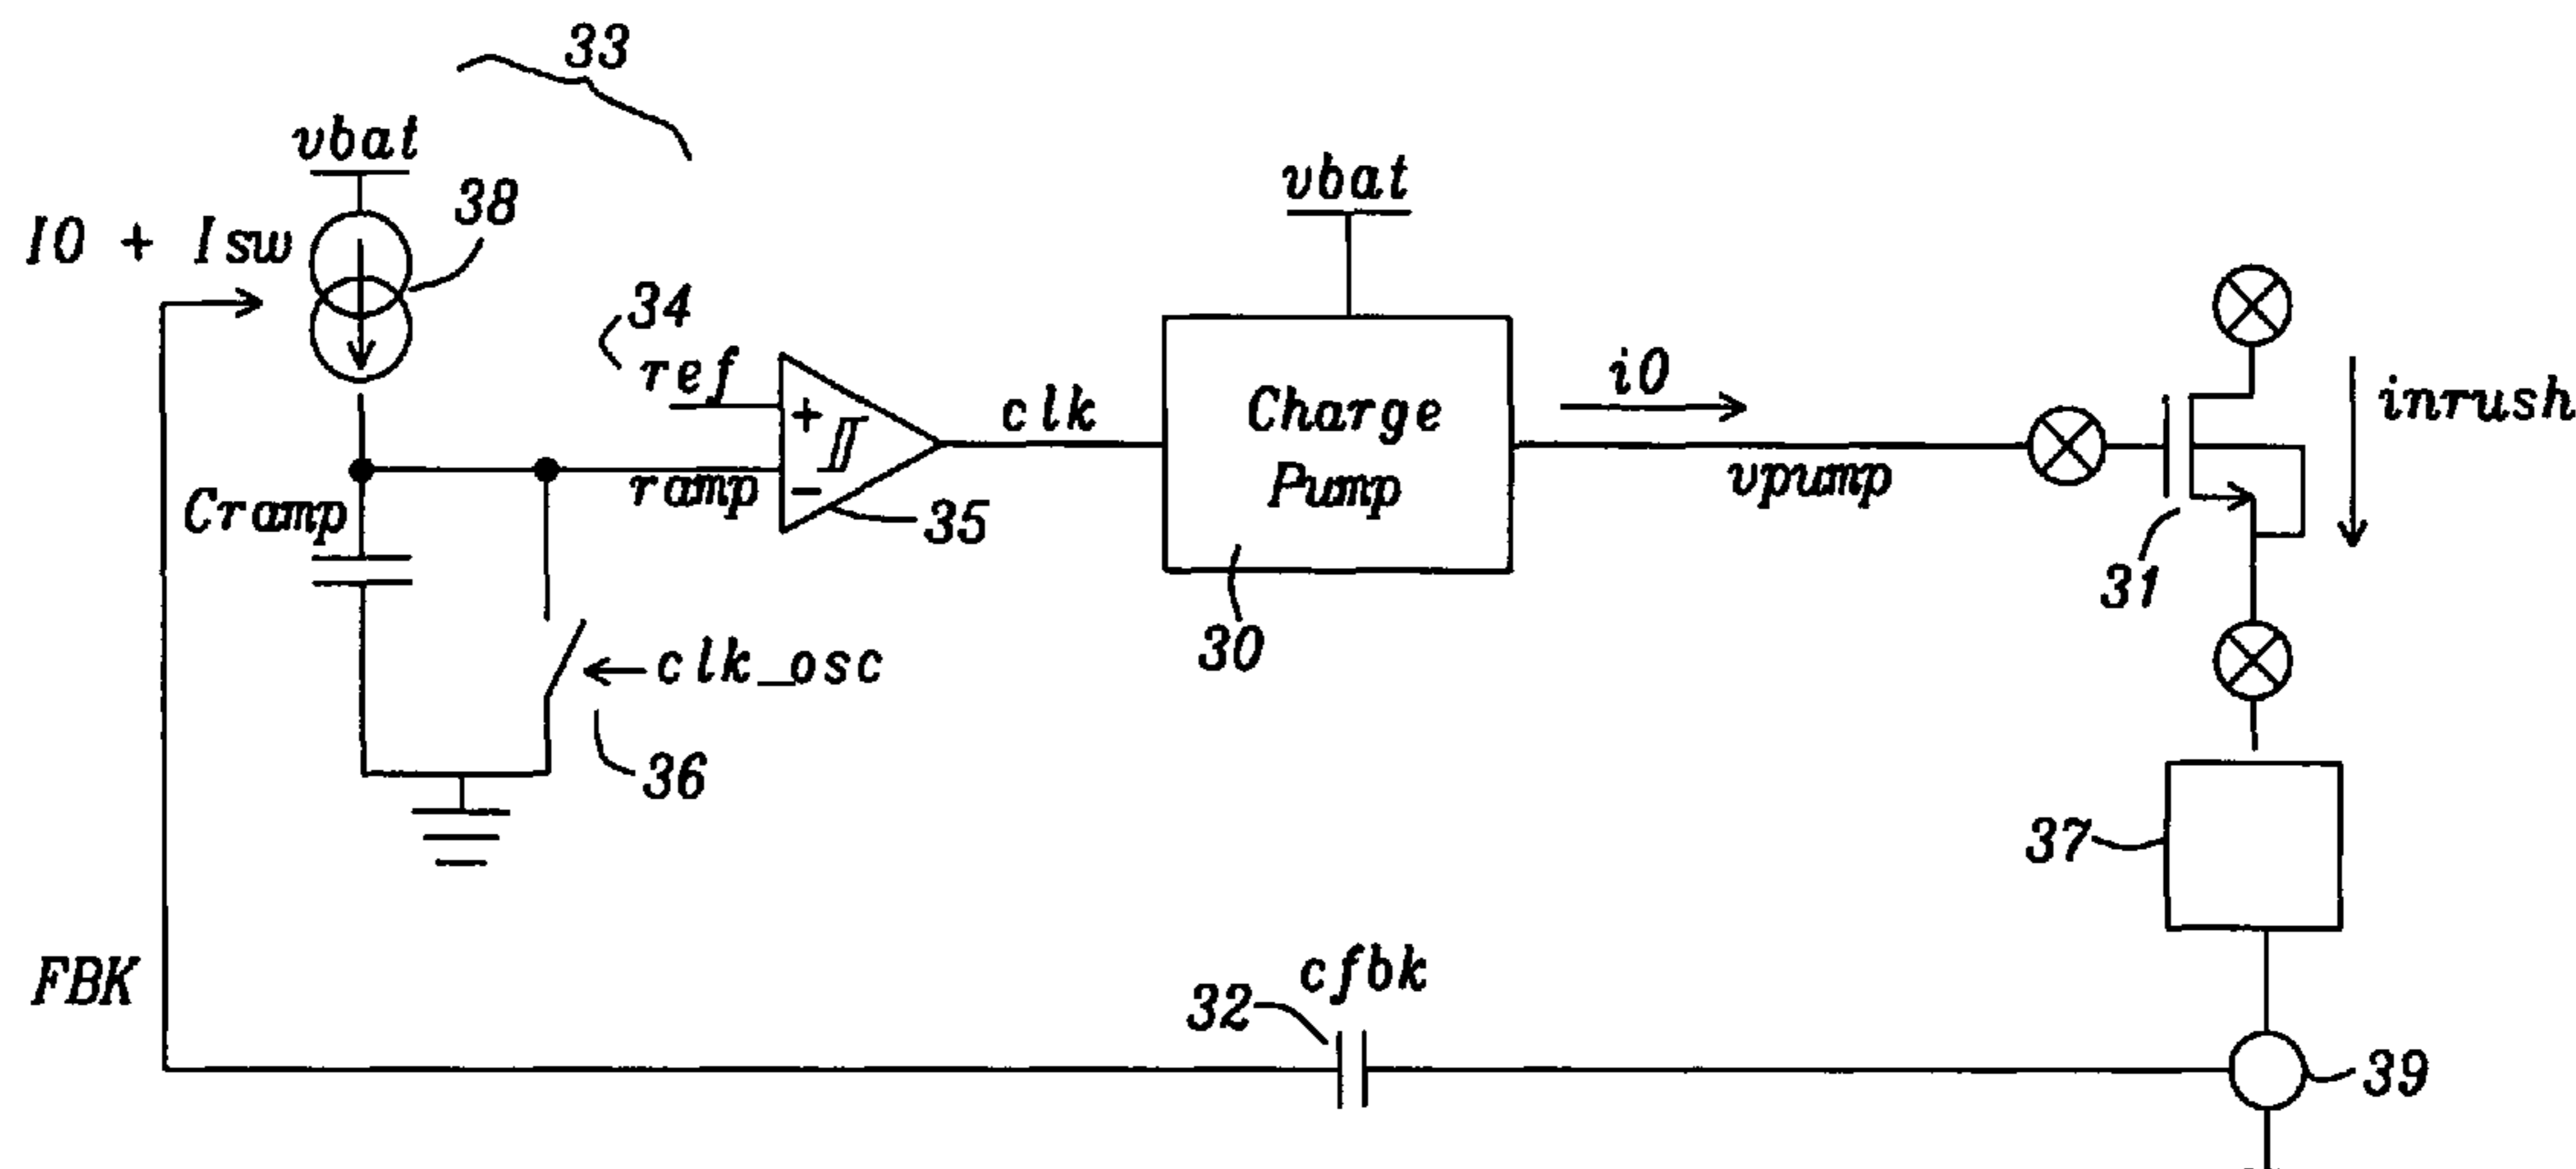 33
vbat
38
I0 + Isw
vbat
34
ref
+
clk
i0
inrush
Charge
Pump
ramp
-
vpump
Cramp
35
31
30
clk_osc
36
37
cfbk
FBK
32
39